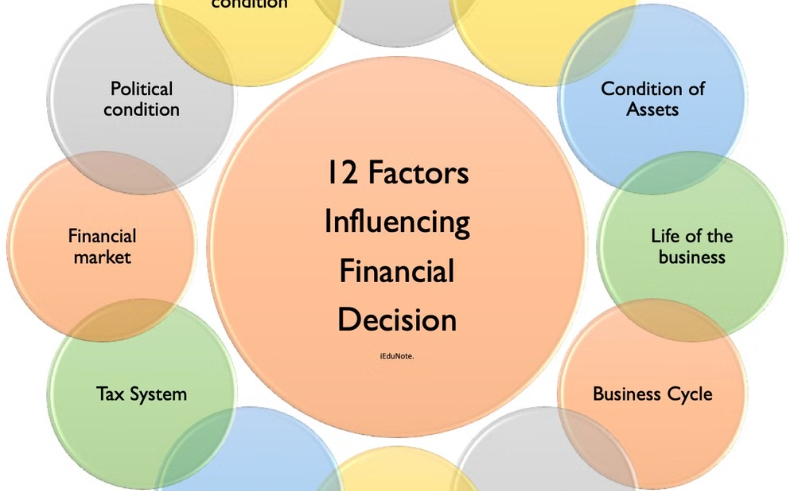 condition
Political
condition
Condition of
Assets
12 Factors
Influencing
Financial
Decision
iEduNote.
Financial
market
Life of the
business
Tax System
Business Cycle